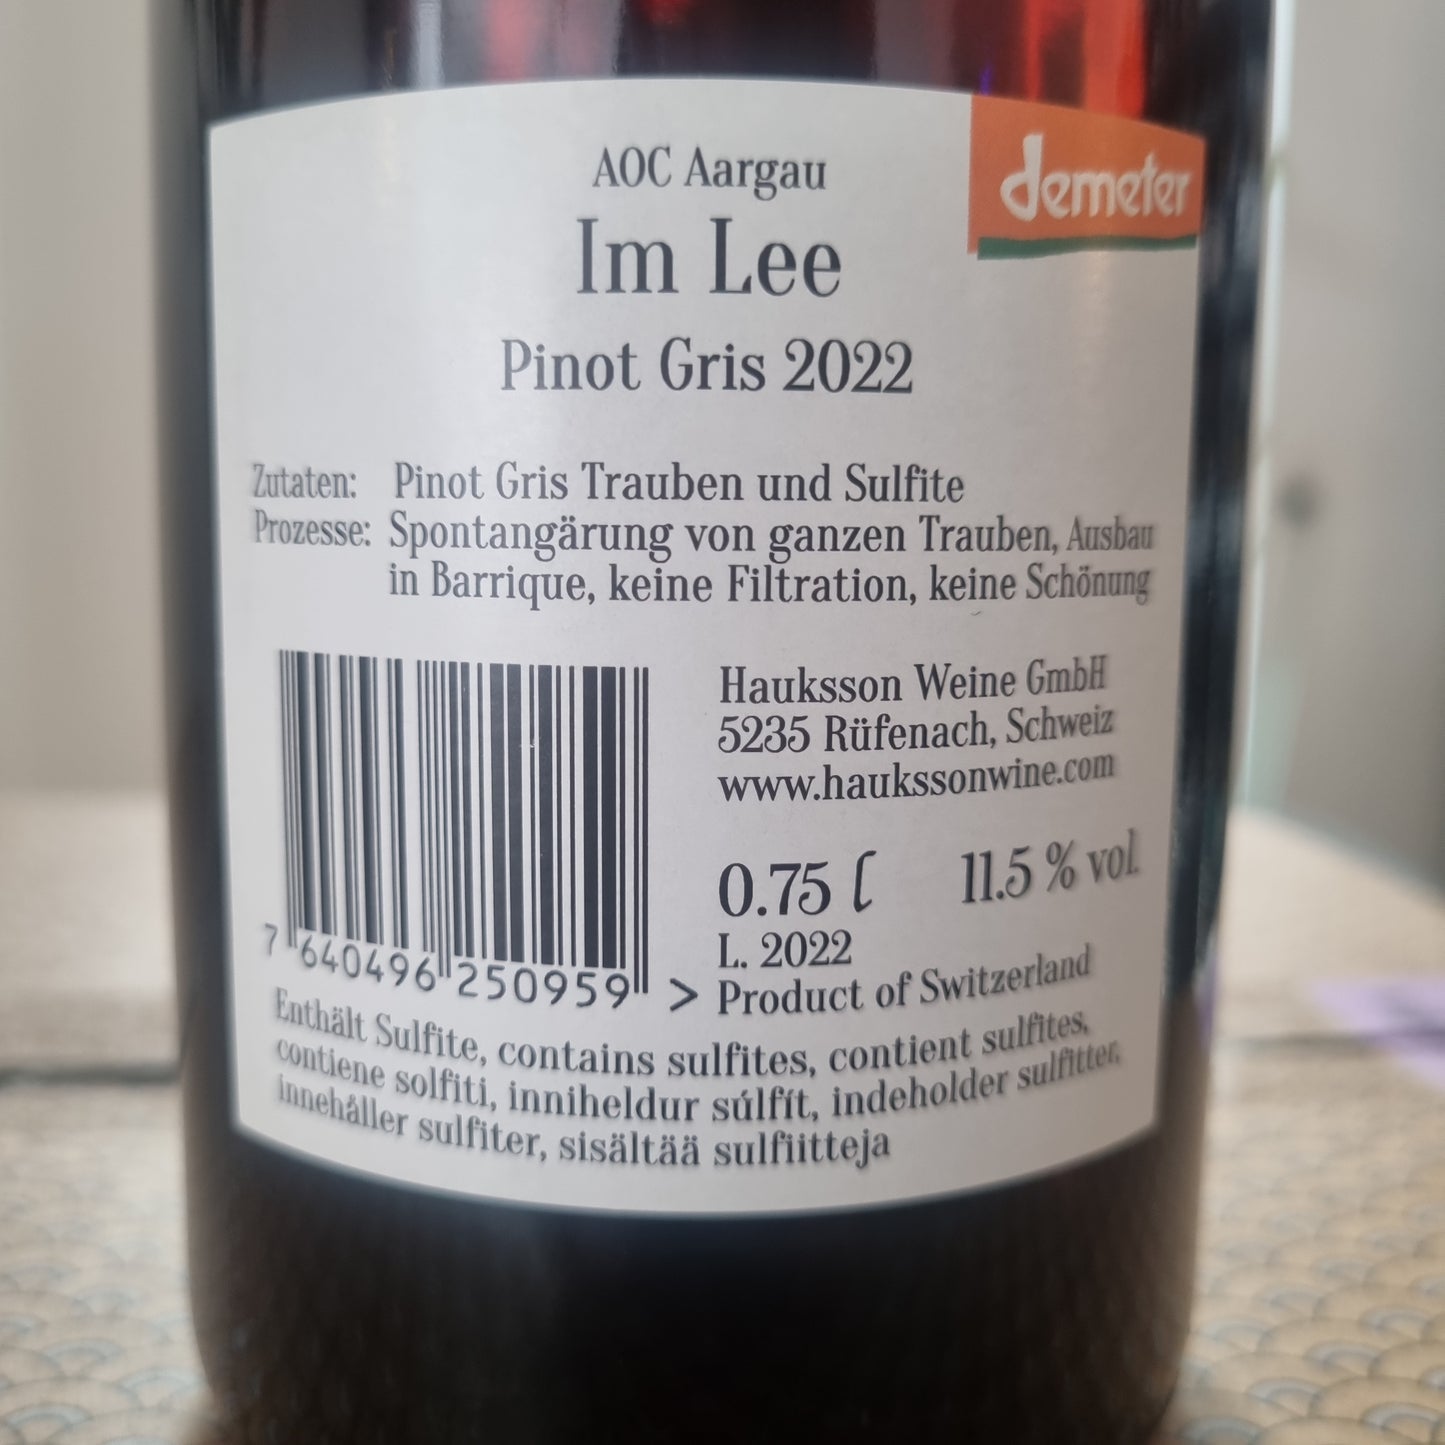 demeter
AOC Aargau
Im Lee
Pinot Gris 2022
Zutaten: Pinot Gris Trauben und Sulfite
Prozesse: Spontangärung von ganzen Trauben, Ausbau
in Barrique, keine Filtration, keine Schönung
Hauksson Weine GmbH
5235 Rüfenach, Schweiz
www.haukssonwine.com
0.75 l 11.5 % vol.
L. 2022
Product of Switzerland
7 640496 250959 >
Enthält Sulfite, contains sulfites, contient sulfites,
contiene solfiti, inniheldur súlfít, indeholder sulfitter,
innehåller sulfiter, sisältää sulfiitteja